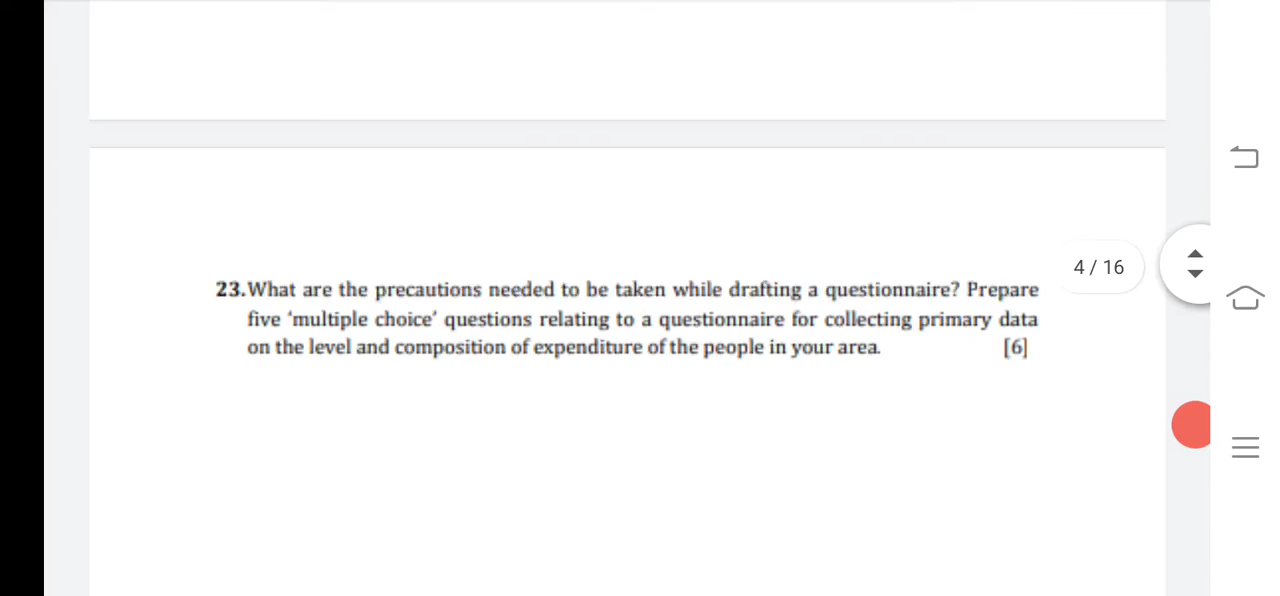 23.What are the precautions needed to be taken while drafting a questionnaire? Prepare
five ‘multiple choice’ questions relating to a questionnaire for collecting primary data
on the level and composition of expenditure of the people in your area. [6]
4 / 16